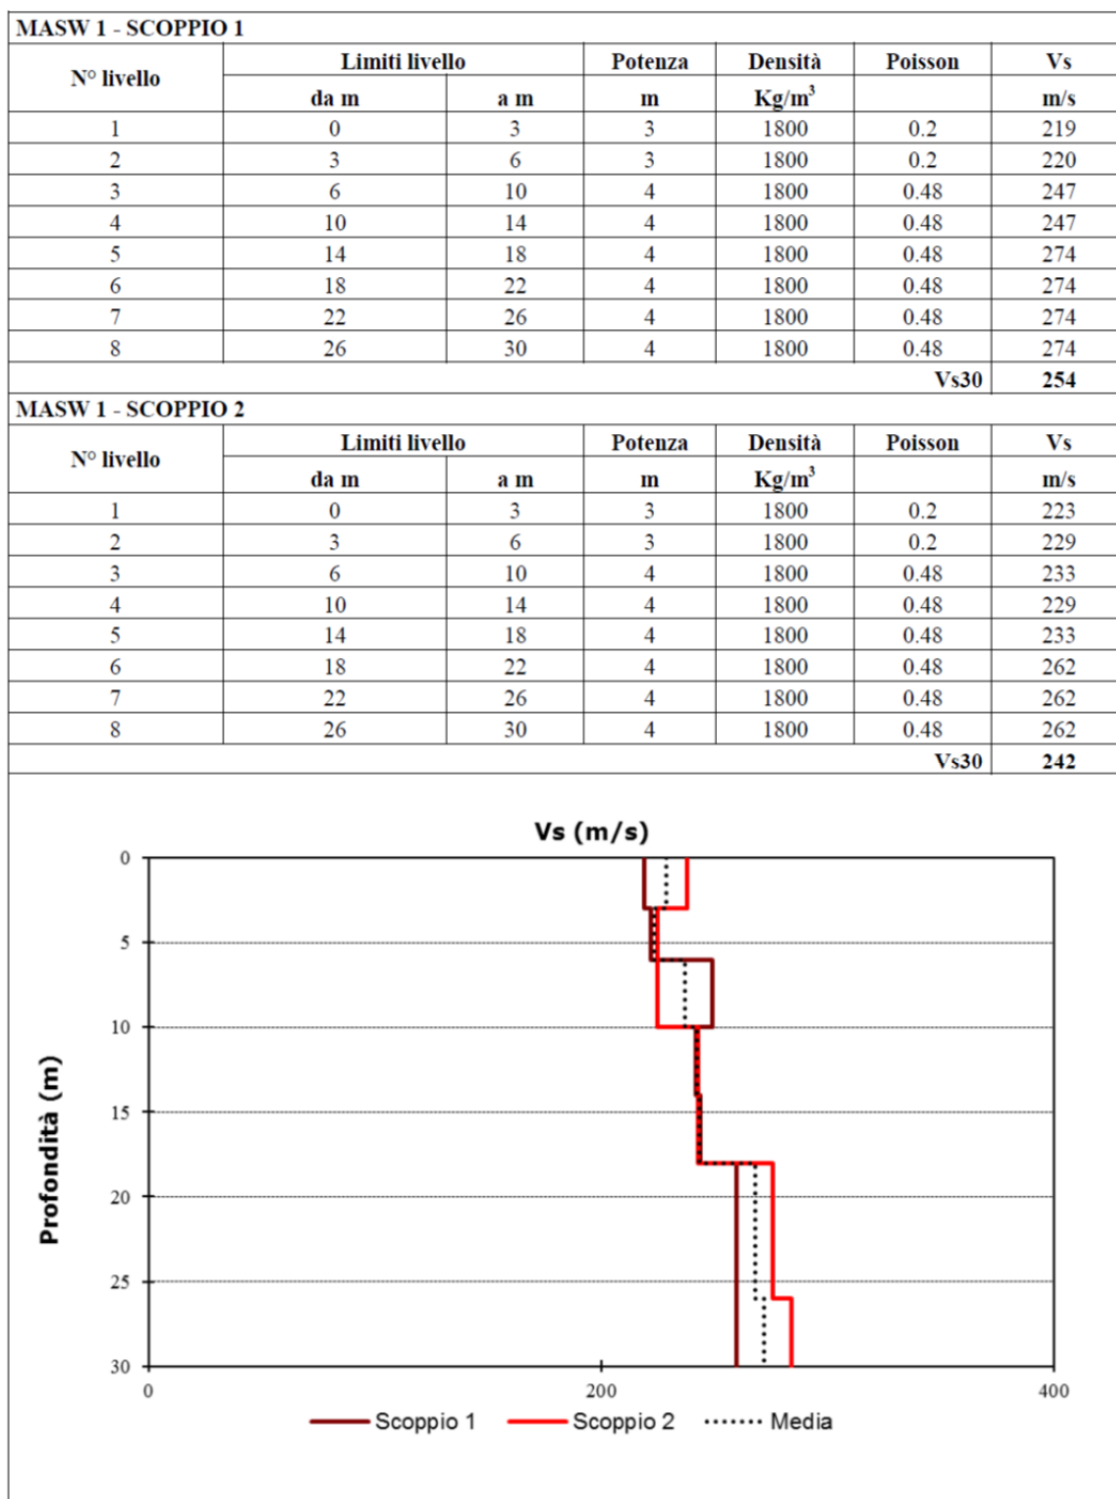 MASW 1 - SCOPPIO 1
N° livello Limiti livello Potenza Densità Poisson Vs
da m a m m Kg/m³ m/s
1 0 3 3 1800 0.2 219
2 3 6 3 1800 0.2 220
3 6 10 4 1800 0.48 247
4 10 14 4 1800 0.48 247
5 14 18 4 1800 0.48 274
6 18 22 4 1800 0.48 274
7 22 26 4 1800 0.48 274
8 26 30 4 1800 0.48 274
Vs30 254
MASW 1 - SCOPPIO 2
N° livello Limiti livello Potenza Densità Poisson Vs
da m a m m Kg/m³ m/s
1 0 3 3 1800 0.2 223
2 3 6 3 1800 0.2 229
3 6 10 4 1800 0.48 233
4 10 14 4 1800 0.48 229
5 14 18 4 1800 0.48 233
6 18 22 4 1800 0.48 262
7 22 26 4 1800 0.48 262
8 26 30 4 1800 0.48 262
Vs30 242
Vs (m/s)
0
5
10
15
20
25
30
Profondità (m)
0 200 400
Scoppio 1 Scoppio 2 Media